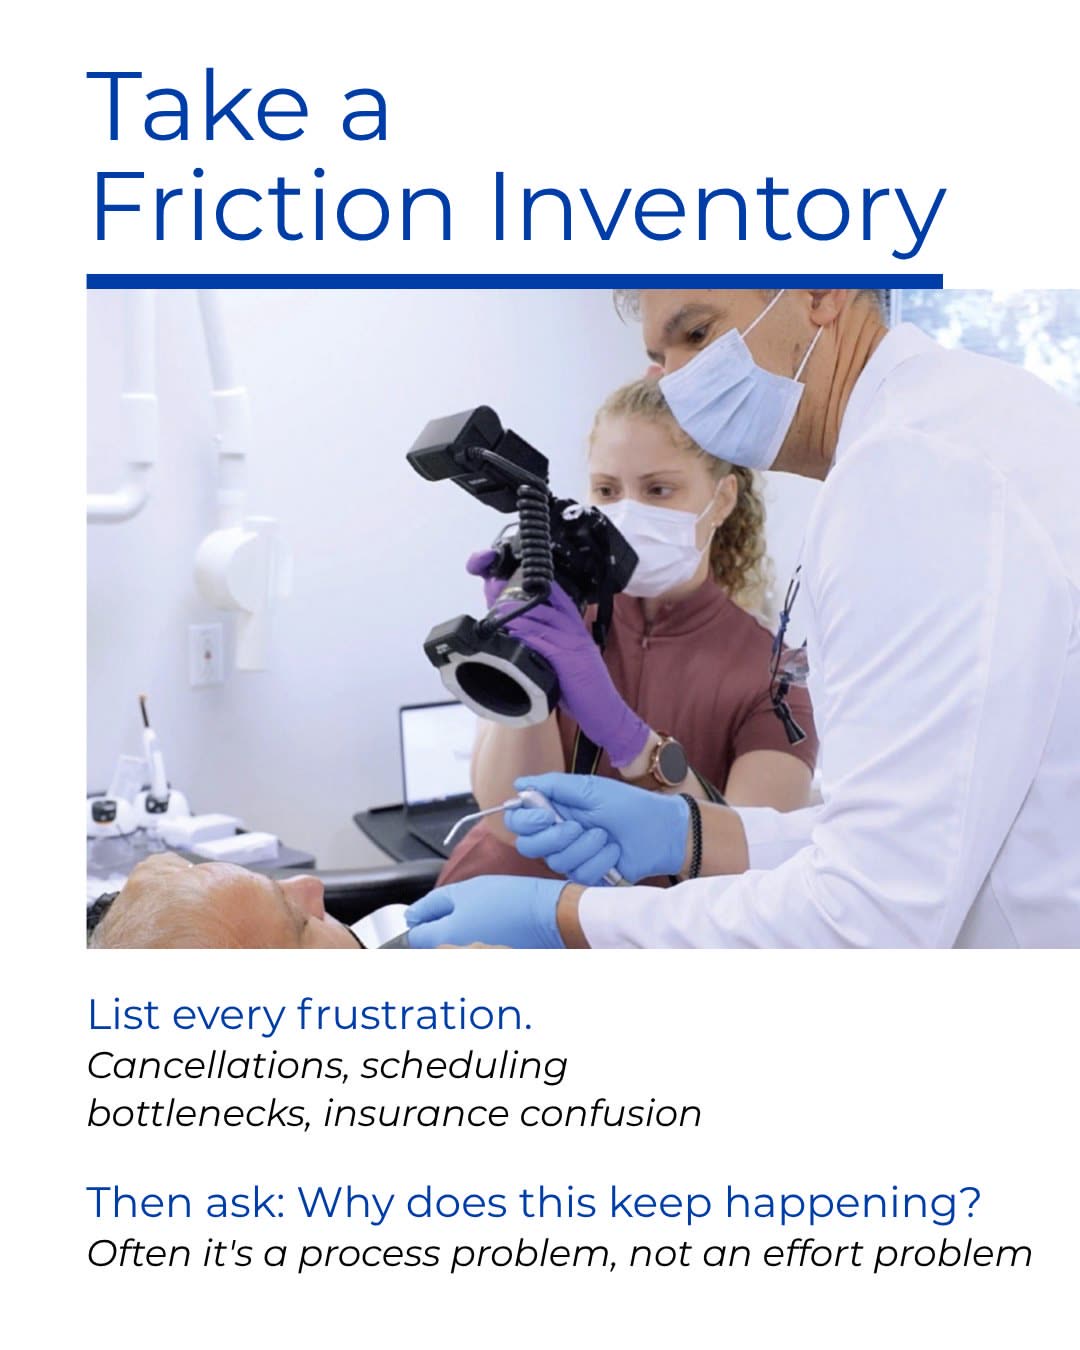 Take a
Friction Inventory
List every frustration.
Cancellations, scheduling
bottlenecks, insurance confusion
Then ask: Why does this keep happening?
Often it's a process problem, not an effort problem